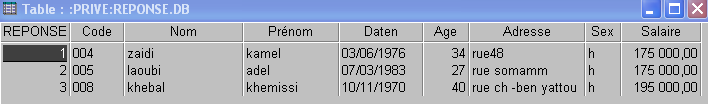 Table : :PRIVE:REPONSE.DB
REPONSE Code Nom Prénom Daten Age Adresse Sex Salaire
1 004 zaidi kamel 03/06/1976 34 rue48 h 175 000,00
2 005 laoubi adel 07/03/1983 27 rue somamm h 175 000,00
3 008 khebal khemissi 10/11/1970 40 rue ch -ben yattou h 195 000,00